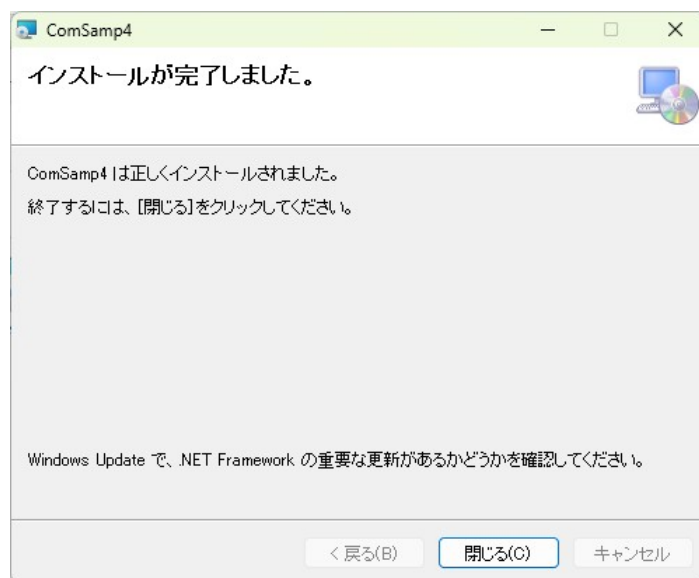 ComSamp4
インストールが完了しました。
ComSamp4 は正しくインストールされました。
終了するには、[閉じる]をクリックしてください。
Windows Update で、.NET Framework の重要な更新があるかどうかを確認してください。
< 戻る(B)
閉じる(C)
キャンセル